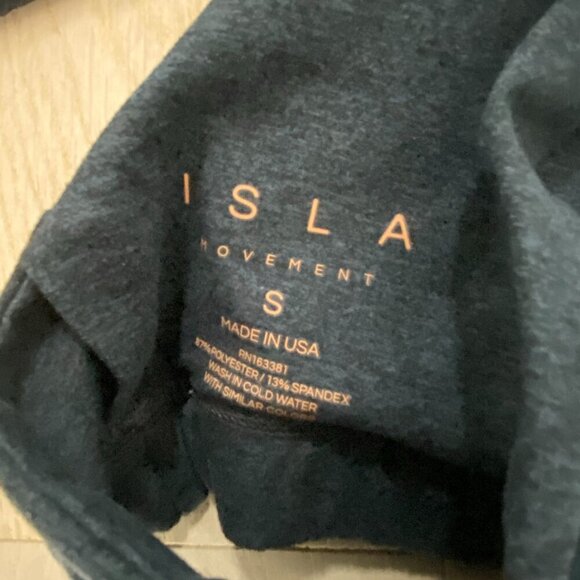 ISLA
MOVEMENT
S
MADE IN USA
RN163381
87% POLYESTER / 13% SPANDEX
WASH IN COLD WATER
WITH SIMILAR COLORS